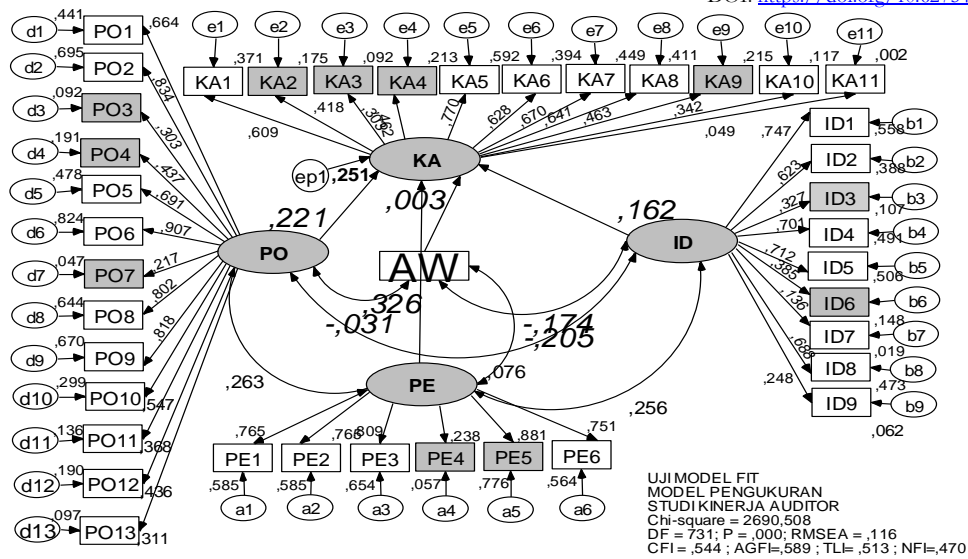 e1 e2 e3 e4 e5 e6 e7 e8 e9 e10 e11
,371 ,175 ,092 ,213 ,592 ,394 ,449 ,411 ,215 ,117 ,002
KA1 KA2 KA3 KA4 KA5 KA6 KA7 KA8 KA9 KA10 KA11
,609 ,418 ,303 ,462 ,770 ,628 ,670 ,641 ,463 ,342 ,049
KA
ep1 ,251
,003
d1 ,441 PO1 ,664
d2 ,695 PO2 ,834
d3 ,092 PO3 ,303
d4 ,191 PO4 ,437
d5 ,478 PO5 ,691
d6 ,824 PO6 ,907
d7 ,047 PO7 ,217
d8 ,644 PO8 ,802
d9 ,670 PO9 ,818
d10 ,299 PO10 ,547
d11 ,136 PO11 ,368
d12 ,190 PO12 ,436
d13 ,097 PO13 ,311
,221
PO
AW
,162
ID
,747 ID1 ,558 b1
,623 ID2 ,388 b2
,327 ID3 ,107 b3
,701 ID4 ,491 b4
,712 ID5 ,506 b5
,385 ID6 ,148 b6
,136 ID7 ,019 b7
,688 ID8 ,473 b8
,248 ID9 ,062 b9
,326
-,031
-,174
-,205
,076
,263
,256
PE
,765 ,765 ,809 ,238 ,881 ,751
PE1 PE2 PE3 PE4 PE5 PE6
,585 ,585 ,654 ,057 ,776 ,564
a1 a2 a3 a4 a5 a6
UJI MODEL FIT
MODEL PENGUKURAN
STUDI KINERJA AUDITOR
Chi-square = 2690,508
DF = 731; P = ,000; RMSEA = ,116
CFI = ,544 ; AGFI=,589 ; TLI= ,513 ; NFI=,470